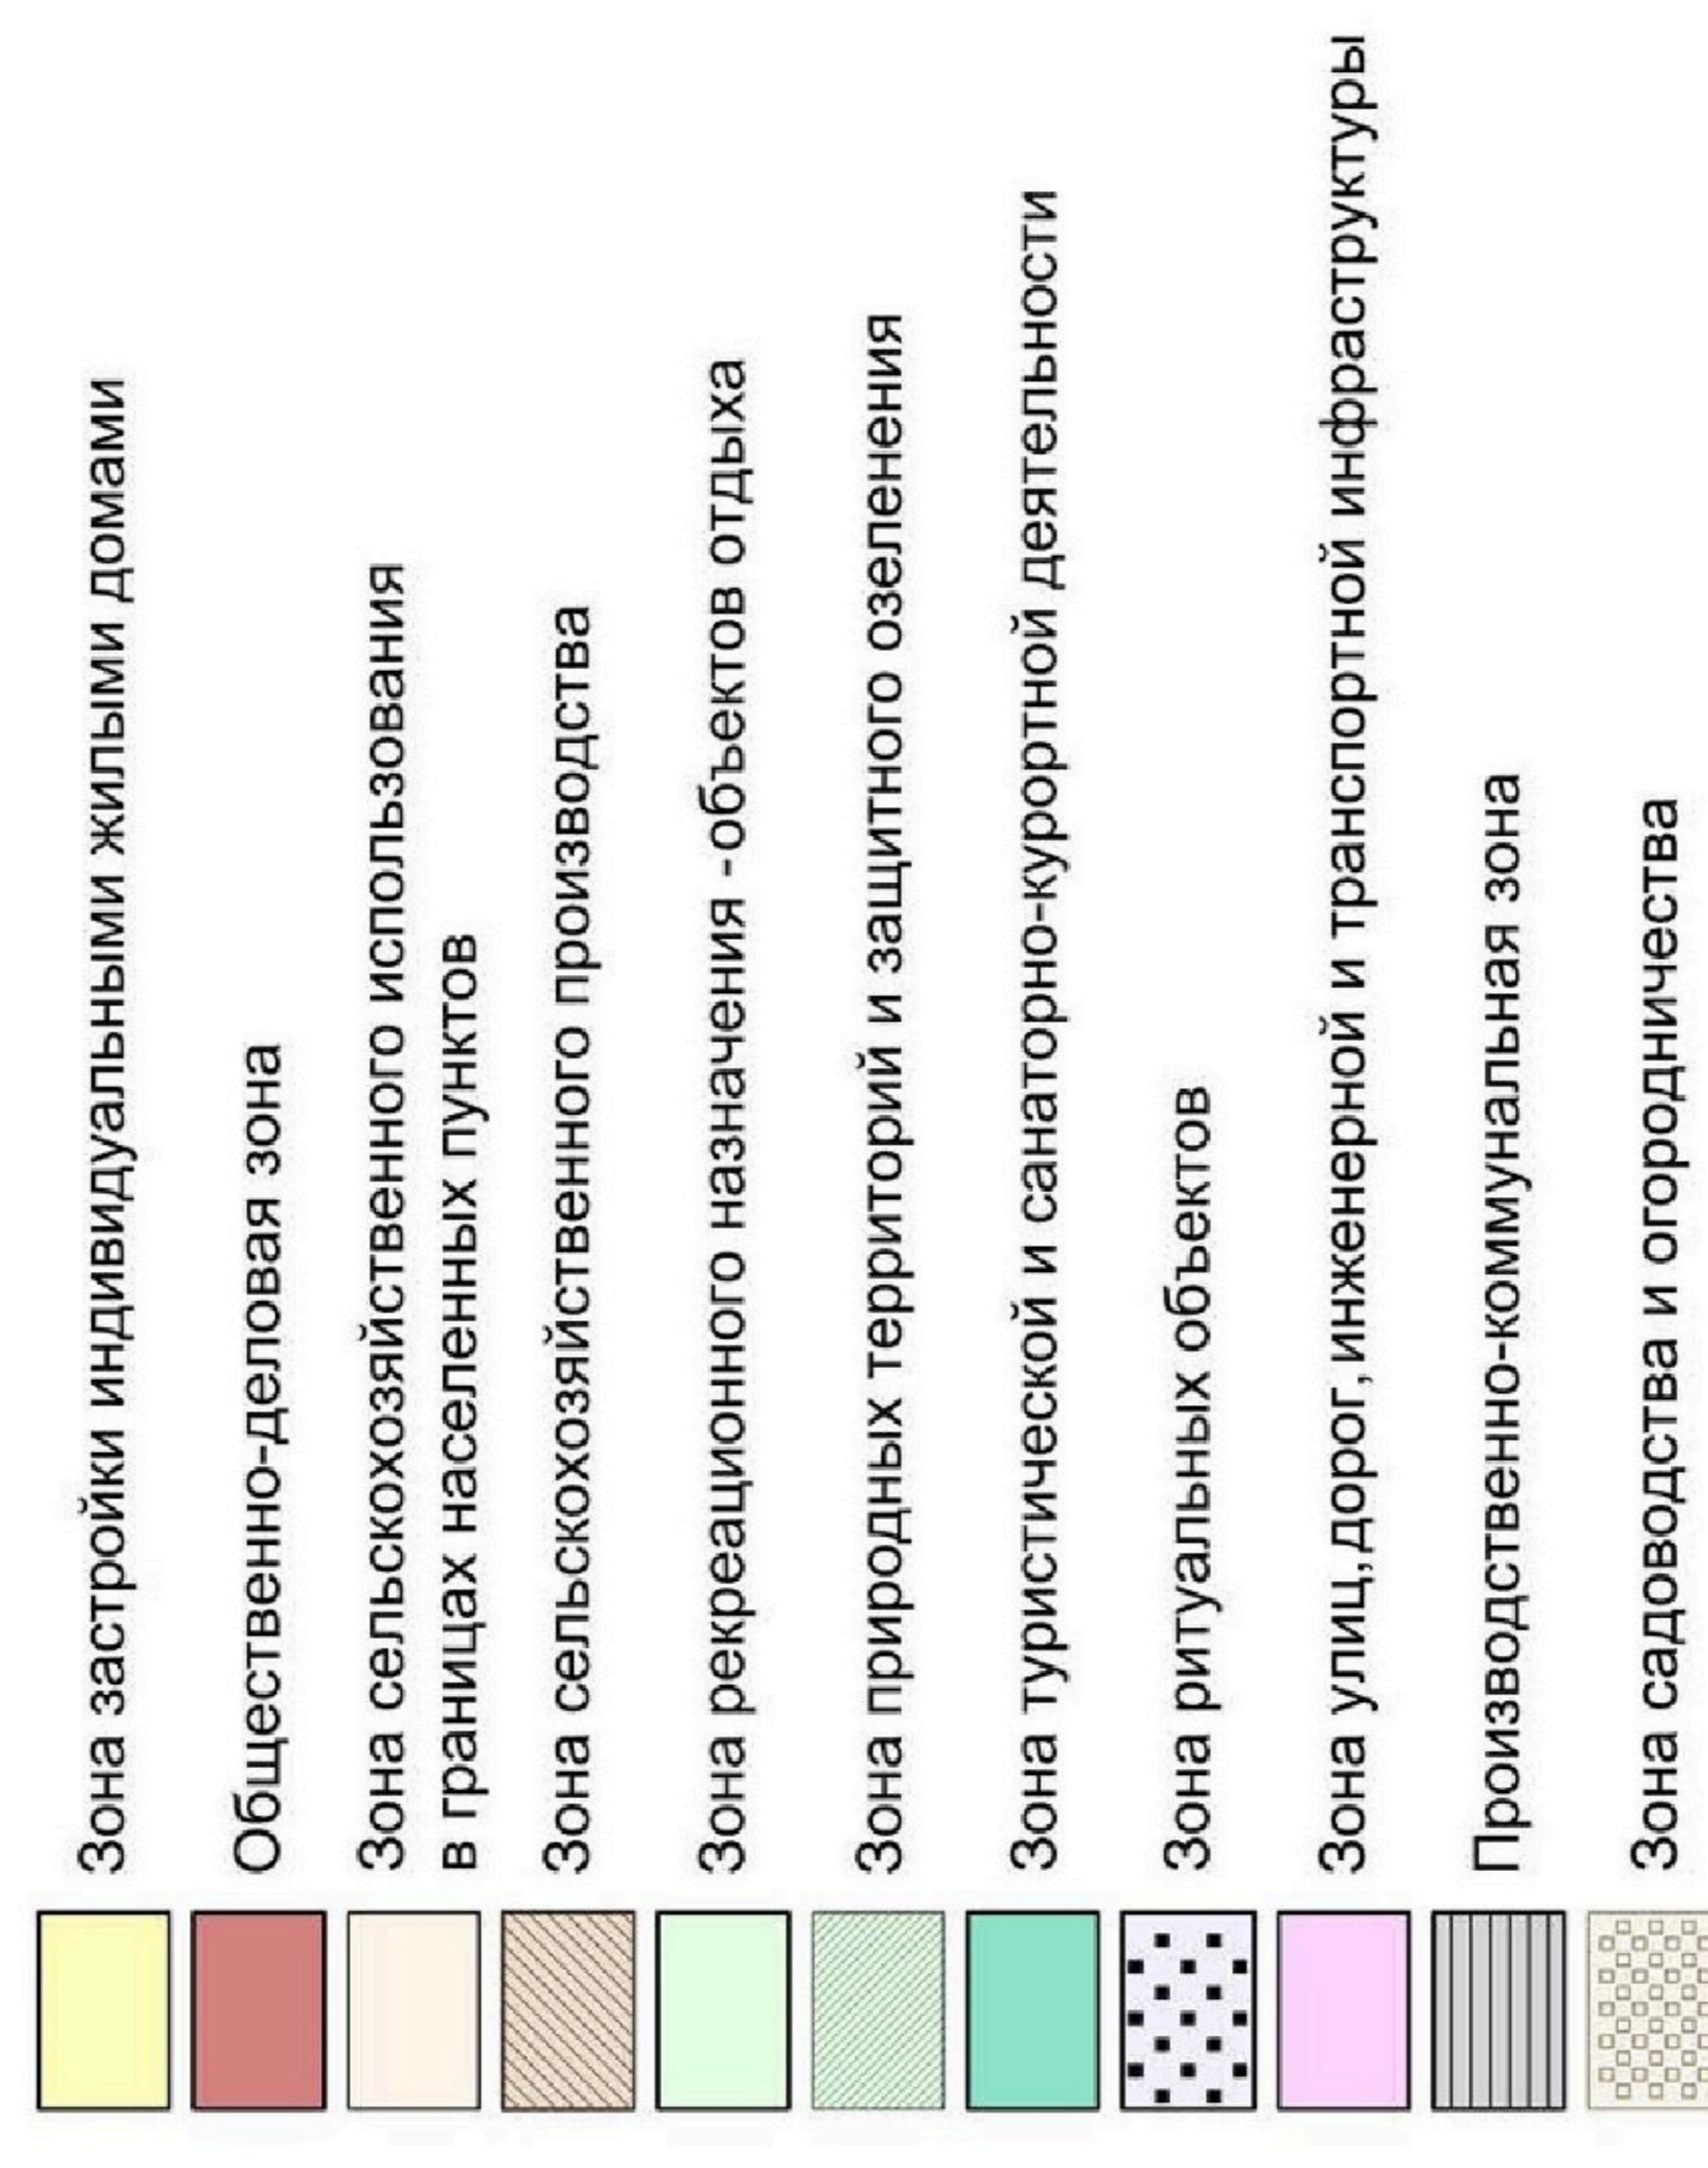 Зона застройки индивидуальными жилыми домами
Общественно-деловая зона
Зона сельскохозяйственного использования
в границах населенных пунктов
Зона сельскохозяйственного производства
Зона рекреационного назначения -объектов отдыха
Зона природных территорий и защитного озеленения
Зона туристической и санаторно-курортной деятельности
Зона ритуальных объектов
Зона улиц,дорог,инженерной и транспортной инфраструктуры
Производственно-коммунальная зона
Зона садоводства и огородничества